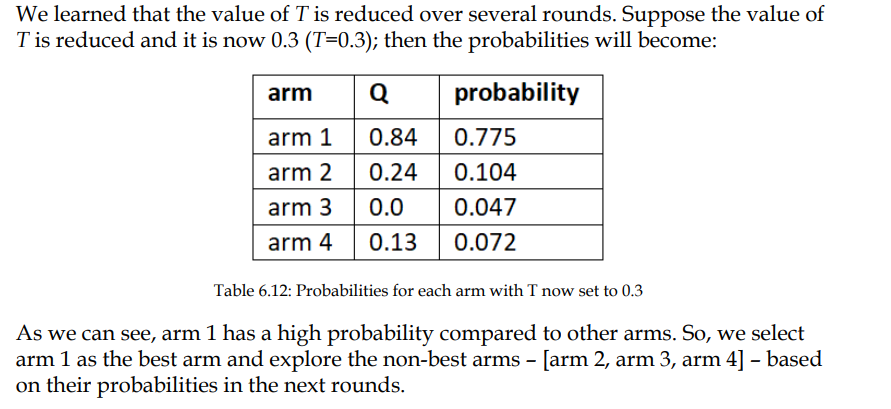 We learned that the value of T is reduced over several rounds. Suppose the value of
T is reduced and it is now 0.3 (T=0.3); then the probabilities will become:
arm Q probability
arm 1 0.84 0.775
arm 2 0.24 0.104
arm 3 0.0 0.047
arm 4 0.13 0.072
Table 6.12: Probabilities for each arm with T now set to 0.3
As we can see, arm 1 has a high probability compared to other arms. So, we select
arm 1 as the best arm and explore the non-best arms – [arm 2, arm 3, arm 4] – based
on their probabilities in the next rounds.